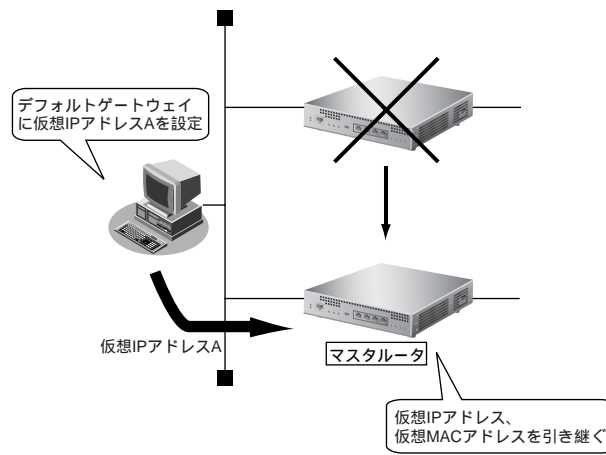 デフォルトゲートウェイ
に仮想IPアドレスAを設定
仮想IPアドレスA
マスタルータ
仮想IPアドレス、
仮想MACアドレスを引き継ぐ